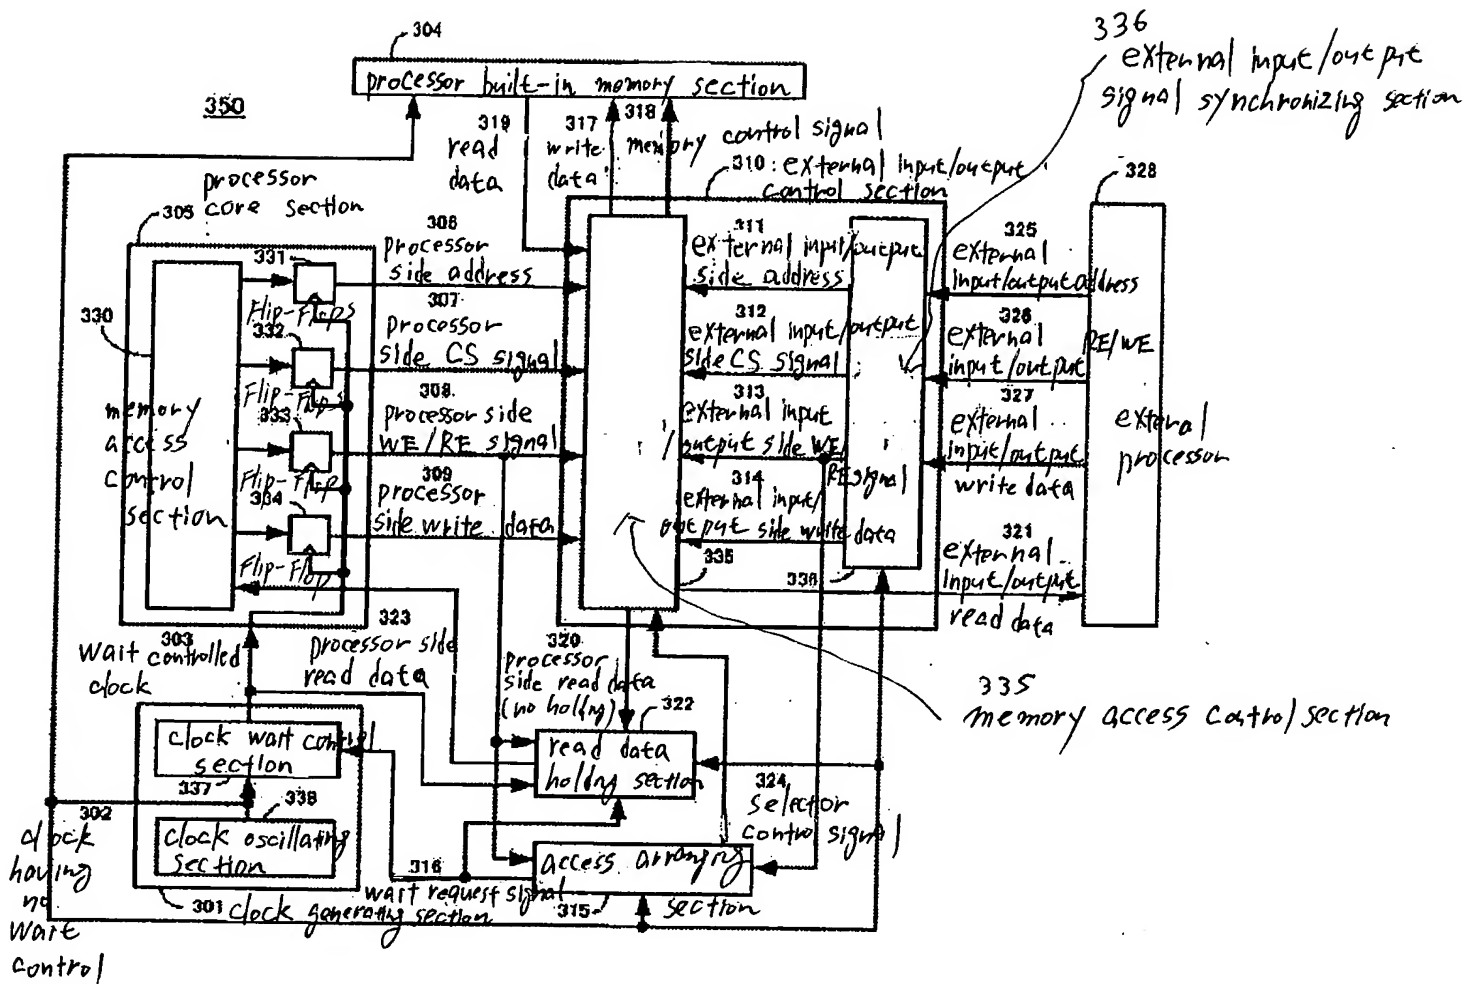 304
processor built-in memory section
350
336
external input/output
signal synchronizing section
319
read
data
317
write
data
318
memory control signal
310: external input/output
control section
328
processor
core section
305
306
processor
side address
331
Flip-Flops
307
processor
side CS signal
330
332
Flip-Flops
308
processor side
WE/RE signal
333
Flip-Flop
309
processor
side write data
334
Flip-Flop
memory
access
control
section
311
external input/output
side address
312
external input/output
side CS signal
313
external input
/output side WE/
RE signal
314
external input/
output side write data
335
336
325
external
input/output address
326
external
input/output
RE/WE
327
external
input/output
write data
321
external
input/output
read data
external
processor
303
wait controlled
clock
323
processor side
read data
320
processor
side read data
(no holdng)
322
read data
holdng section
335
memory access control section
clock wait control
section
337
338
clock oscillating
section
301 clock generating section
302
clock
having
no
wait
control
316
wait request signal
324
selector
control signal
access arranging
section
315